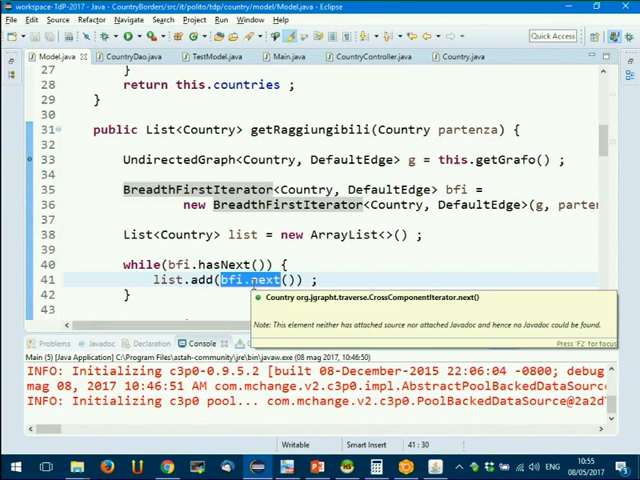 workspace-TdP-2017 - Java - CountryBorders/src/it/polito/tdp/country/model/Model.java - Eclipse
File Edit Source Refactor Navigate Search Project Run Window Help
Quick Access
Model.java CountryDao.java TestModel.java Main.java CountryController.java Country.java
27 }
28 return this.countries ;
29 }
30
31 public List<Country> getRaggiungibili(Country partenza) {
32
33 UndirectedGraph<Country, DefaultEdge> g = this.getGrafo() ;
34
35 BreadthFirstIterator<Country, DefaultEdge> bfi =
36 new BreadthFirstIterator<Country, DefaultEdge>(g, parten
37
38 List<Country> list = new ArrayList<>() ;
39
40 while(bfi.hasNext()) {
41 list.add(bfi.next()) ;
42 }
Country org.jgrapht.traverse.CrossComponentIterator.next()
Note: This element neither has attached source nor attached Javadoc and hence no Javadoc could be found.
Press 'F2' for focus
Problems Javadoc Declaration Console
Main (5) [Java Application] C:\Program Files\astah-community\jre\bin\javaw.exe (08 mag 2017, 10:46:50)
INFO: Initializing c3p0-0.9.5.2 [built 08-December-2015 22:06:04 -0800; debug
mag 08, 2017 10:46:51 AM com.mchange.v2.c3p0.impl.AbstractPoolBackedDataSource
INFO: Initializing c3p0 pool... com.mchange.v2.c3p0.PoolBackedDataSource@2a2d
Writable Smart Insert 41 : 30
10:55
08/05/2017